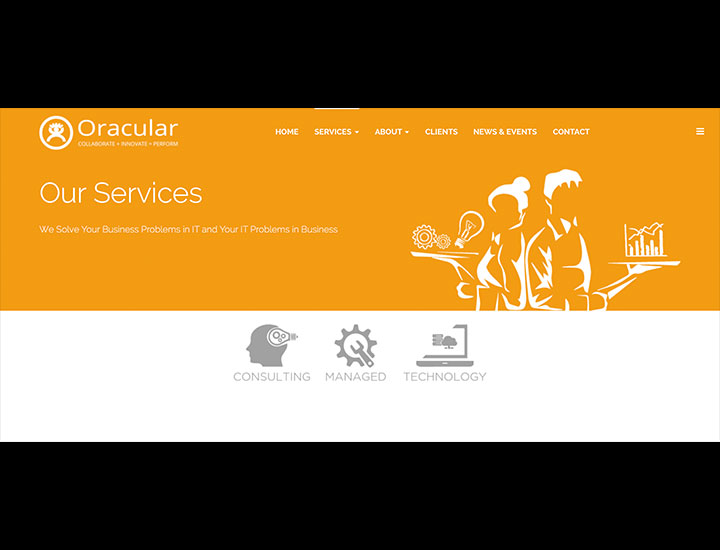 Oracular
COLLABORATE + INNOVATE = PERFORM
HOME SERVICES ABOUT CLIENTS NEWS & EVENTS CONTACT
Our Services
We Solve Your Business Problems in IT and Your IT Problems in Business
CONSULTING MANAGED TECHNOLOGY